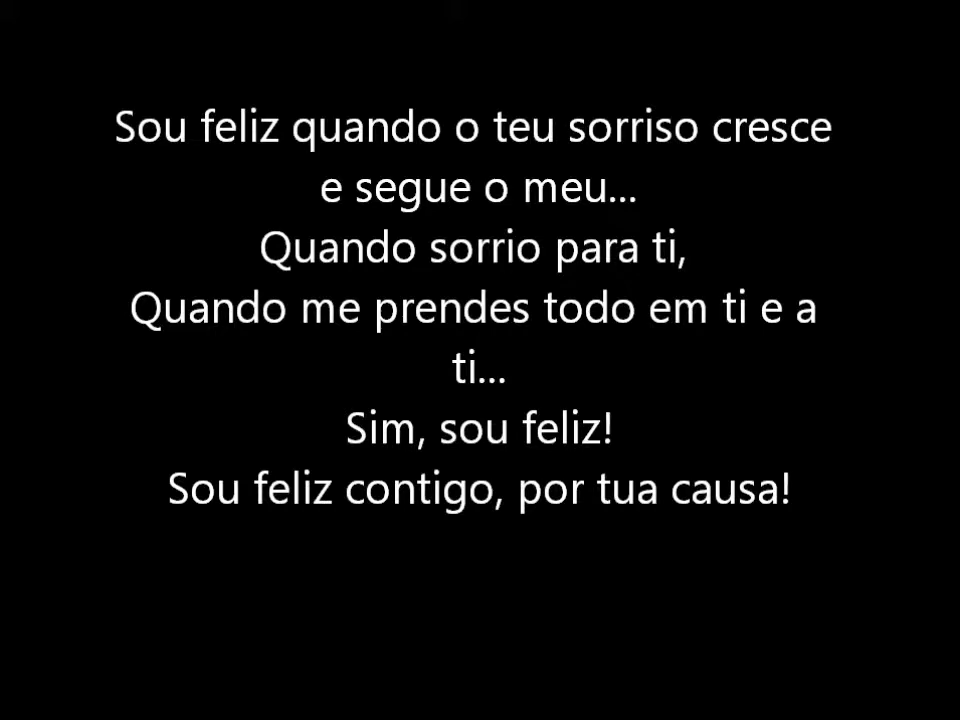 Sou feliz quando o teu sorriso cresce
e segue o meu...
Quando sorrio para ti,
Quando me prendes todo em ti e a
ti...
Sim, sou feliz!
Sou feliz contigo, por tua causa!